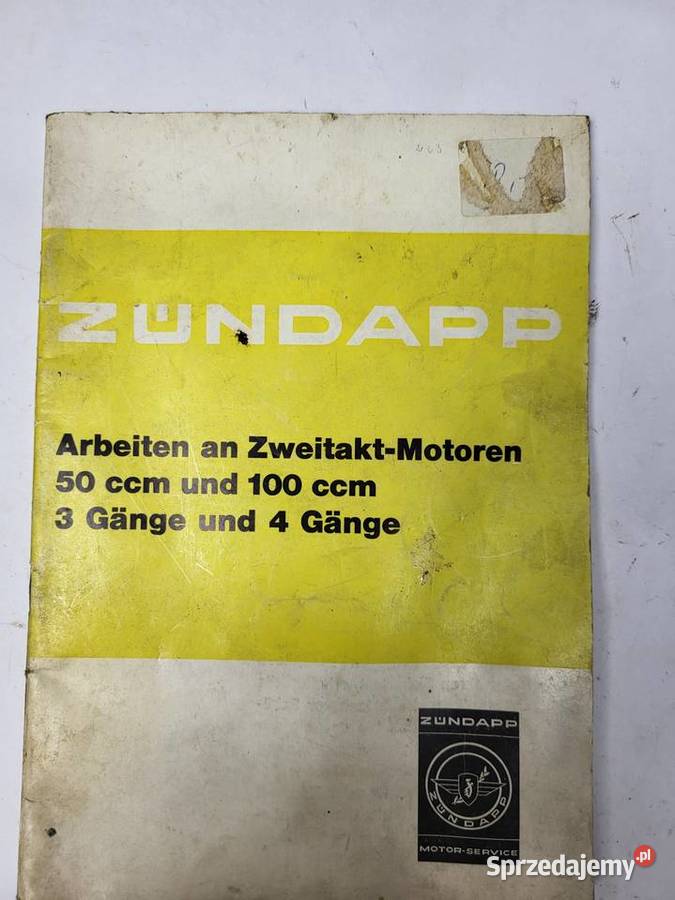 ZÜNDAPP
Arbeiten an Zweitakt-Motoren
50 ccm und 100 ccm
3 Gänge und 4 Gänge
ZÜNDAPP
ZÜNDAPP
MOTOR-SERVICE
Sprzedajemy.pl